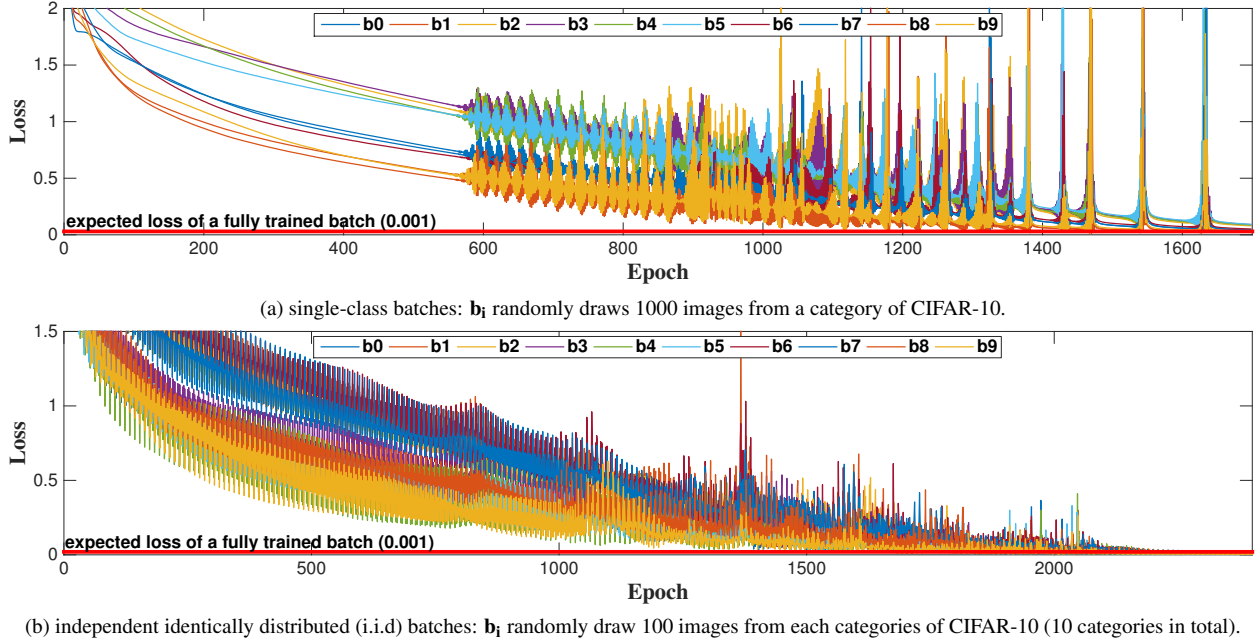 2
b0 b1 b2 b3 b4 b5 b6 b7 b8 b9
1.5
1
Loss
0.5
expected loss of a fully trained batch (0.001)
0
0 200 400 600 800 1000 1200 1400 1600
Epoch
(a) single-class batches: bi randomly draws 1000 images from a category of CIFAR-10.
1.5
b0 b1 b2 b3 b4 b5 b6 b7 b8 b9
1
Loss
0.5
expected loss of a fully trained batch (0.001)
0
0 500 1000 1500 2000
Epoch
(b) independent identically distributed (i.i.d) batches: bi randomly draw 100 images from each categories of CIFAR-10 (10 categories in total).